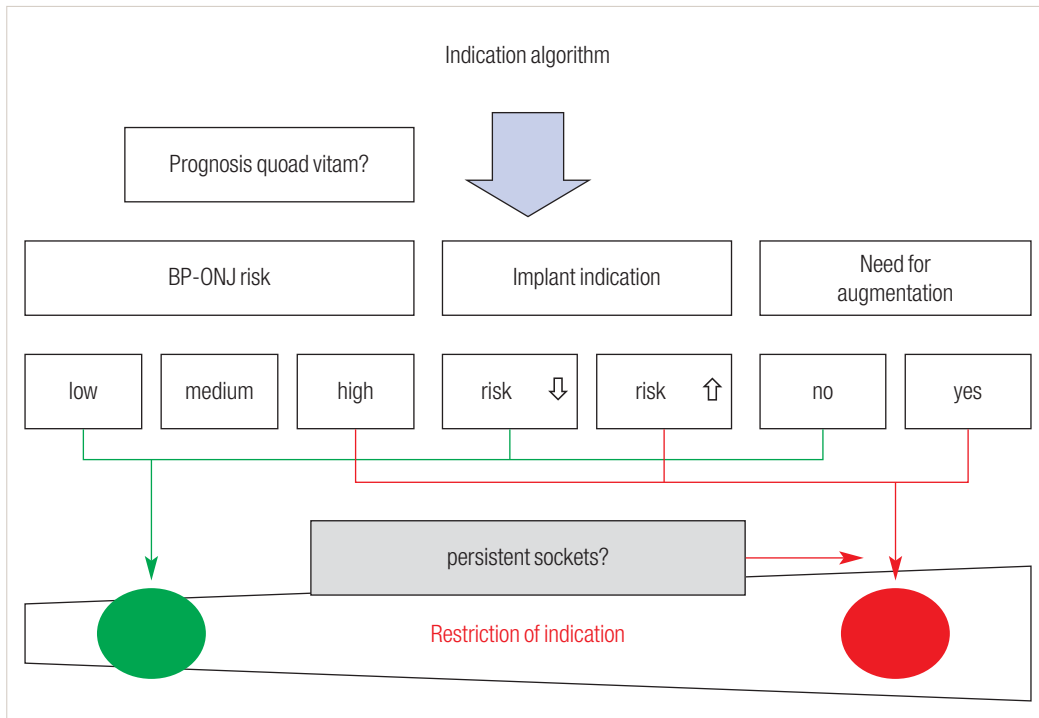 Indication algorithm
Prognosis quoad vitam?
BP-ONJ risk
Implant indication
Need for
augmentation
low
medium
high
risk
risk
no
yes
persistent sockets?
Restriction of indication